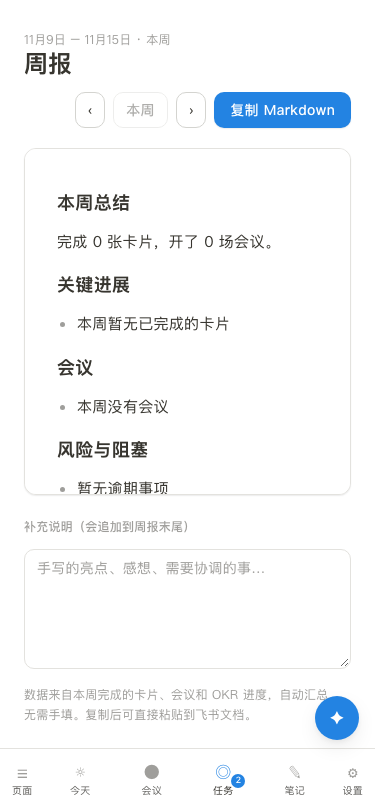 11月9日 — 11月15日 · 本周
周报
‹ 本周 › 复制 Markdown
本周总结
完成 0 张卡片，开了 0 场会议。
关键进展
• 本周暂无已完成的卡片
会议
• 本周没有会议
风险与阻塞
• 暂无逾期事项
补充说明（会追加到周报末尾）
手写的亮点、感想、需要协调的事...
数据来自本周完成的卡片、会议和 OKR 进度，自动汇总
无需手填。复制后可直接粘贴到飞书文档。
2
页面 今天 会议 任务 笔记 设置